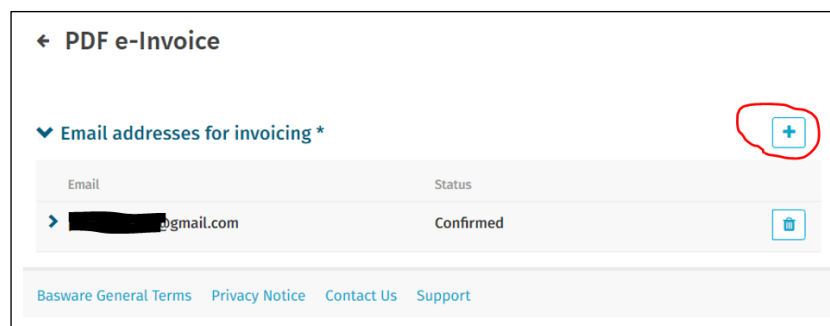 PDF e-Invoice
Email addresses for invoicing *
Email Status
@gmail.com Confirmed
Basware General Terms Privacy Notice Contact Us Support